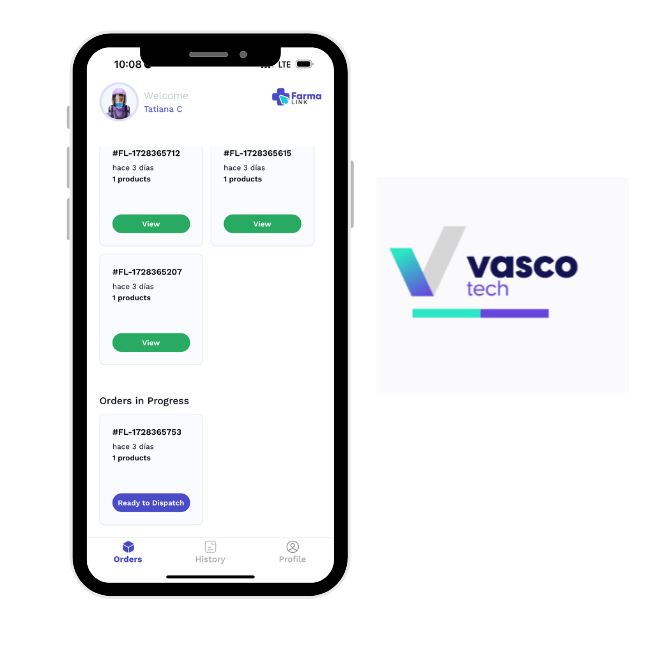 10:08
LTE
Welcome
Tatiana C
Farma
LINK
#FL-1728365712
hace 3 días
1 products
View
#FL-1728365615
hace 3 días
1 products
View
#FL-1728365207
hace 3 días
1 products
View
Orders in Progress
#FL-1728365753
hace 3 días
1 products
Ready to Dispatch
Orders
History
Profile
vasco
tech